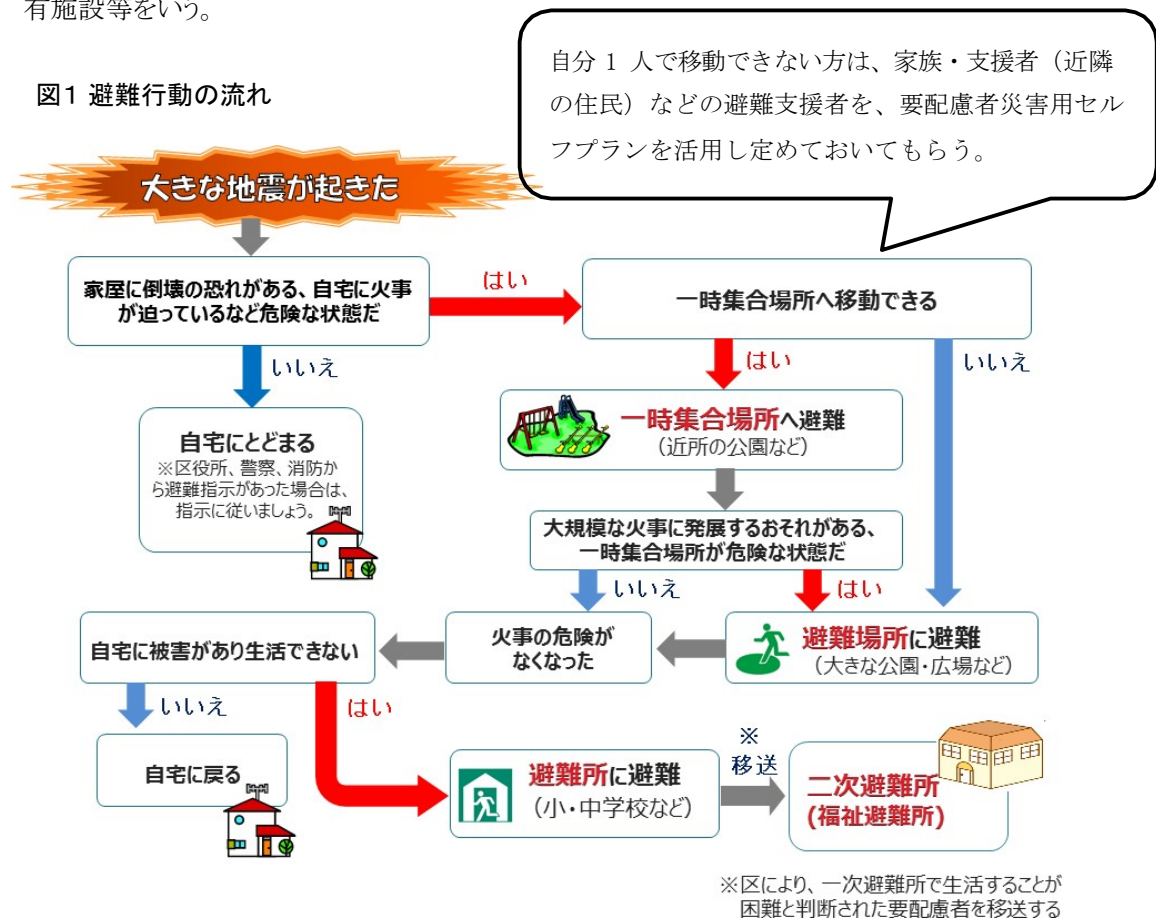 有施設等をいう。
自分 1 人で移動できない方は、家族・支援者（近隣
の住民）などの避難支援者を、要配慮者災害用セル
フプランを活用し定めておいてもらう。
図1 避難行動の流れ
大きな地震が起きた
家屋に倒壊の恐れがある、自宅に火事
が迫っているなど危険な状態だ
はい
一時集合場所へ移動できる
いいえ
はい
いいえ
自宅にとどまる
※区役所、警察、消防か
ら避難指示があった場合は、
指示に従いましょう。
一時集合場所へ避難
（近所の公園など）
大規模な火事に発展するおそれがある、
一時集合場所が危険な状態だ
いいえ
はい
自宅に被害があり生活できない
火事の危険が
なくなった
避難場所に避難
（大きな公園・広場など）
いいえ
はい
自宅に戻る
避難所に避難
（小・中学校など）
※
移送
二次避難所
(福祉避難所)
※区により、一次避難所で生活することが
困難と判断された要配慮者を移送する